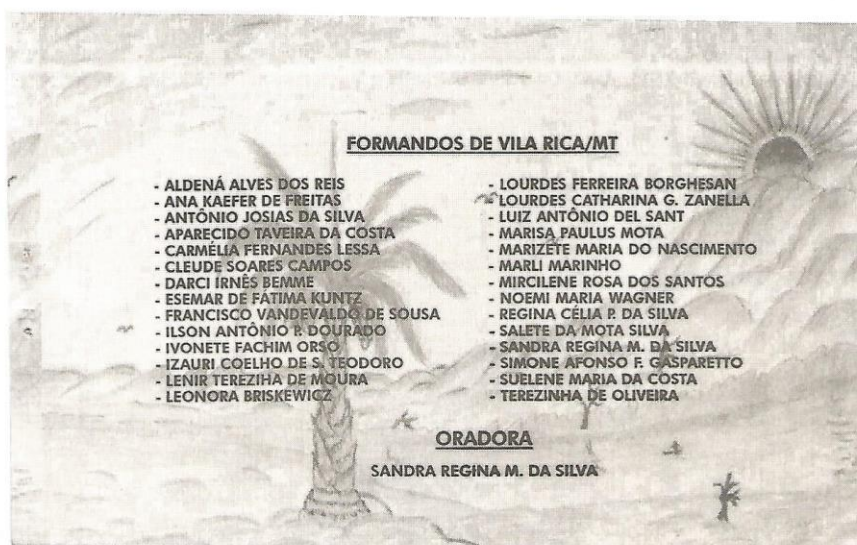 FORMANDOS DE VILA RICA/MT
- ALDENÁ ALVES DOS REIS
- ANA KAEFER DE FREITAS
- ANTÔNIO JOSIAS DA SILVA
- APARECIDO TAVEIRA DA COSTA
- CARMÉLIA FERNANDES LESSA
- CLEUDE SOARES CAMPOS
- DARCI IRNÊS BEMME
- ESEMAR DE FÁTIMA KUNTZ
- FRANCISCO VANDEVALDO DE SOUSA
- ILSON ANTÔNIO P. DOURADO
- IVONETE FACHIM ORSO
- IZAURI COELHO DE S. TEODORO
- LENIR TEREZIHA DE MOURA
- LEONORA BRISKEWICZ
- LOURDES FERREIRA BORGHESAN
- LOURDES CATHARINA G. ZANELLA
- LUIZ ANTÔNIO DEL SANT
- MARISA PAULUS MOTA
- MARIZETE MARIA DO NASCIMENTO
- MARLI MARINHO
- MIRCILENE ROSA DOS SANTOS
- NOEMI MARIA WAGNER
- REGINA CÉLIA P. DA SILVA
- SALETE DA MOTA SILVA
- SANDRA REGINA M. DA SILVA
- SIMONE AFONSO F. GASPARETTO
- SUELENE MARIA DA COSTA
- TEREZINHA DE OLIVEIRA
ORADORA
SANDRA REGINA M. DA SILVA